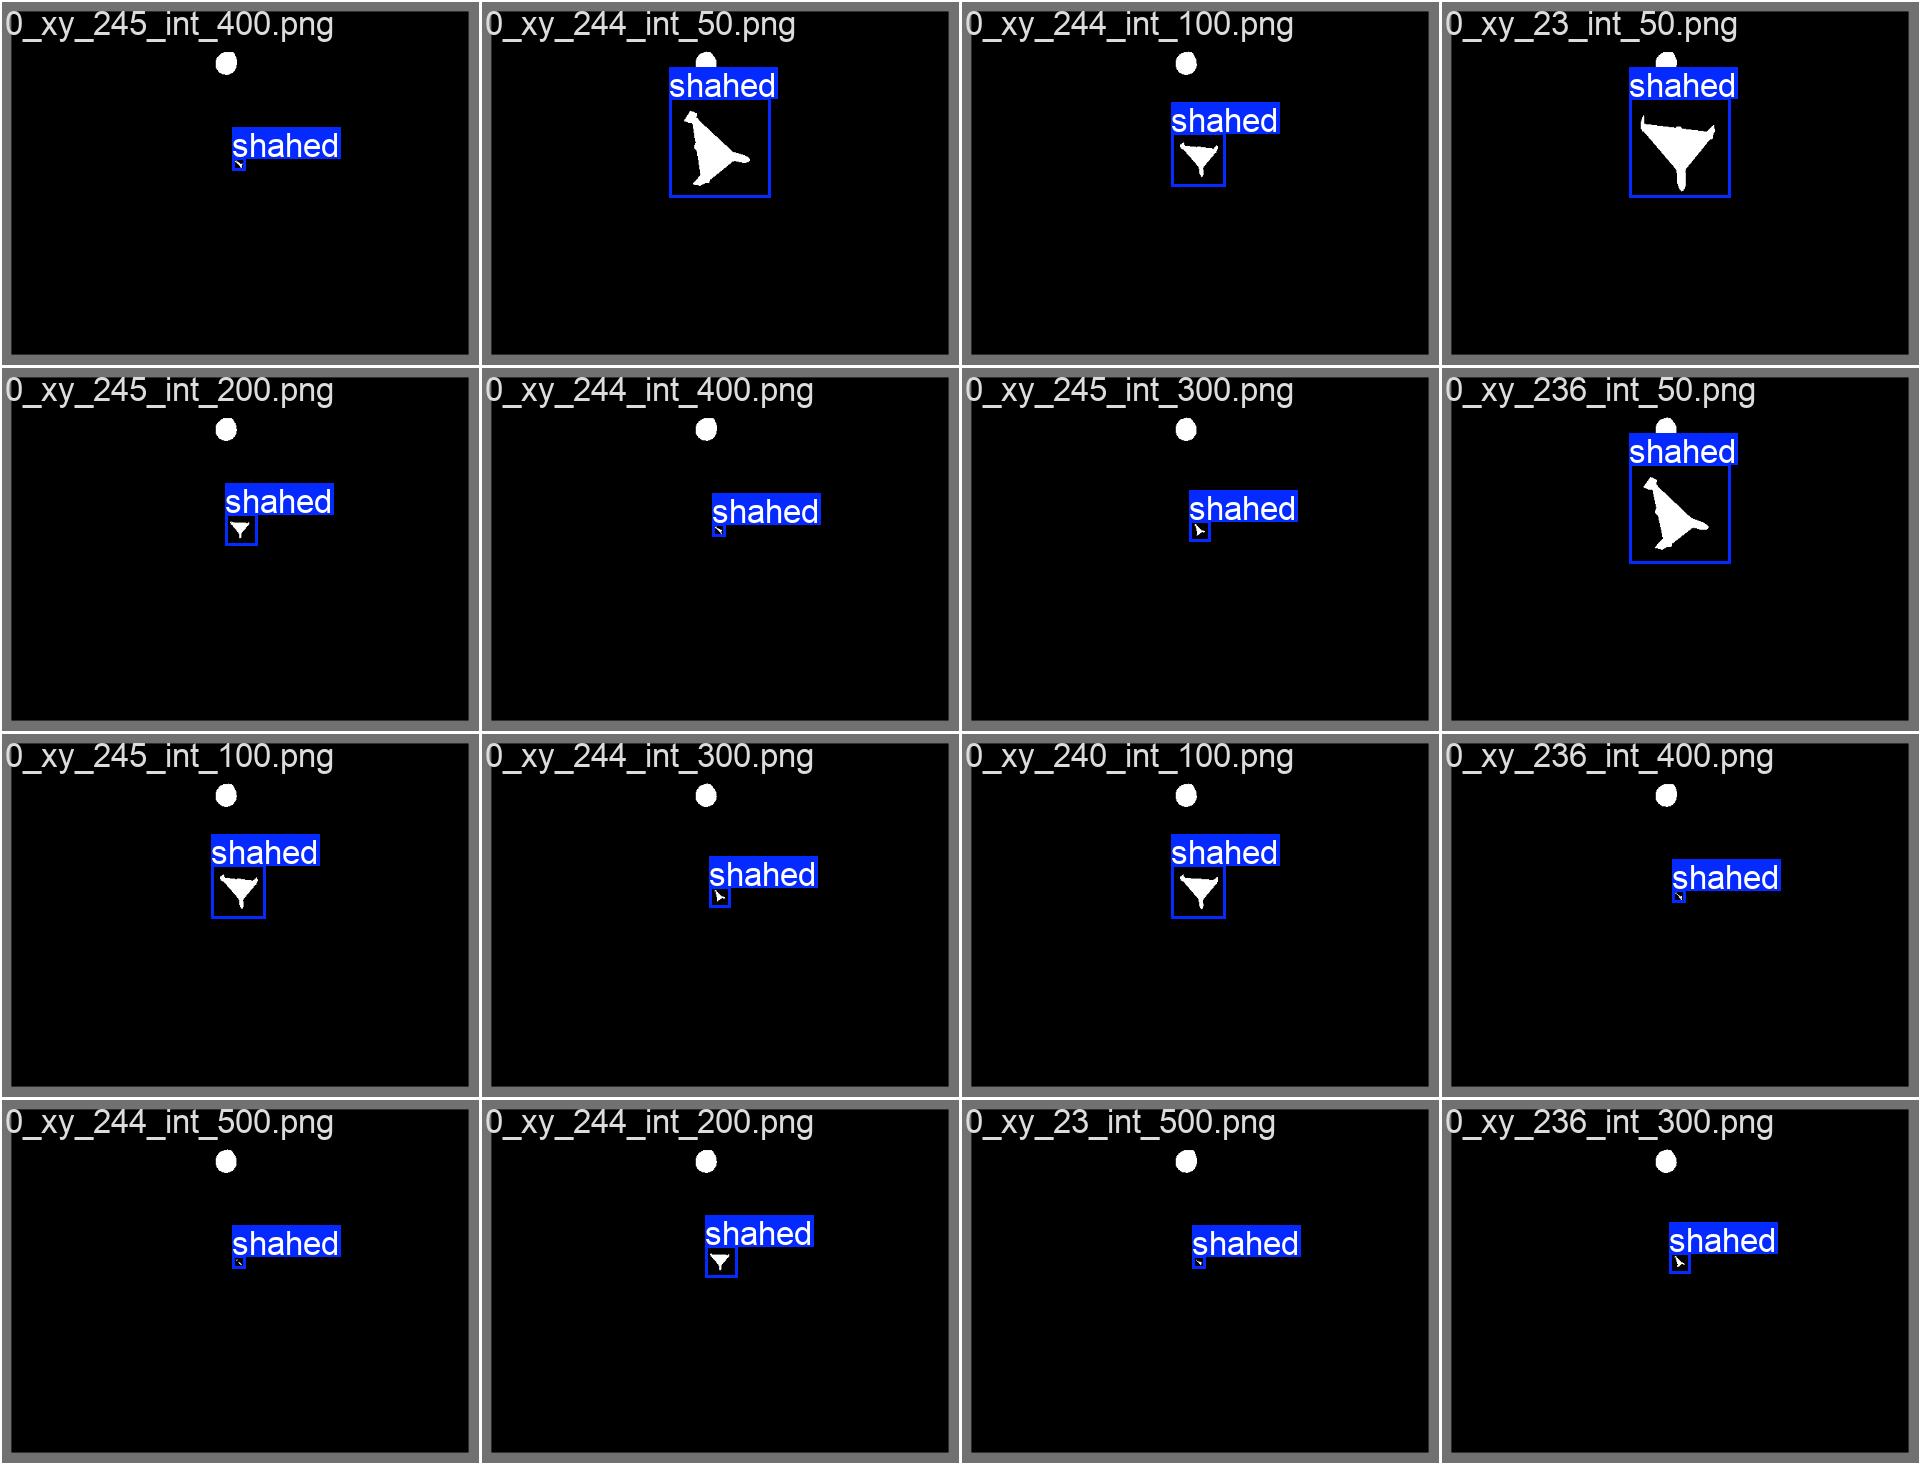 0_xy_245_int_400.png
shahed
0_xy_244_int_50.png
shahed
0_xy_244_int_100.png
shahed
0_xy_23_int_50.png
shahed
0_xy_245_int_200.png
shahed
0_xy_244_int_400.png
shahed
0_xy_245_int_300.png
shahed
0_xy_236_int_50.png
shahed
0_xy_245_int_100.png
shahed
0_xy_244_int_300.png
shahed
0_xy_240_int_100.png
shahed
0_xy_236_int_400.png
shahed
0_xy_244_int_500.png
shahed
0_xy_244_int_200.png
shahed
0_xy_23_int_500.png
shahed
0_xy_236_int_300.png
shahed